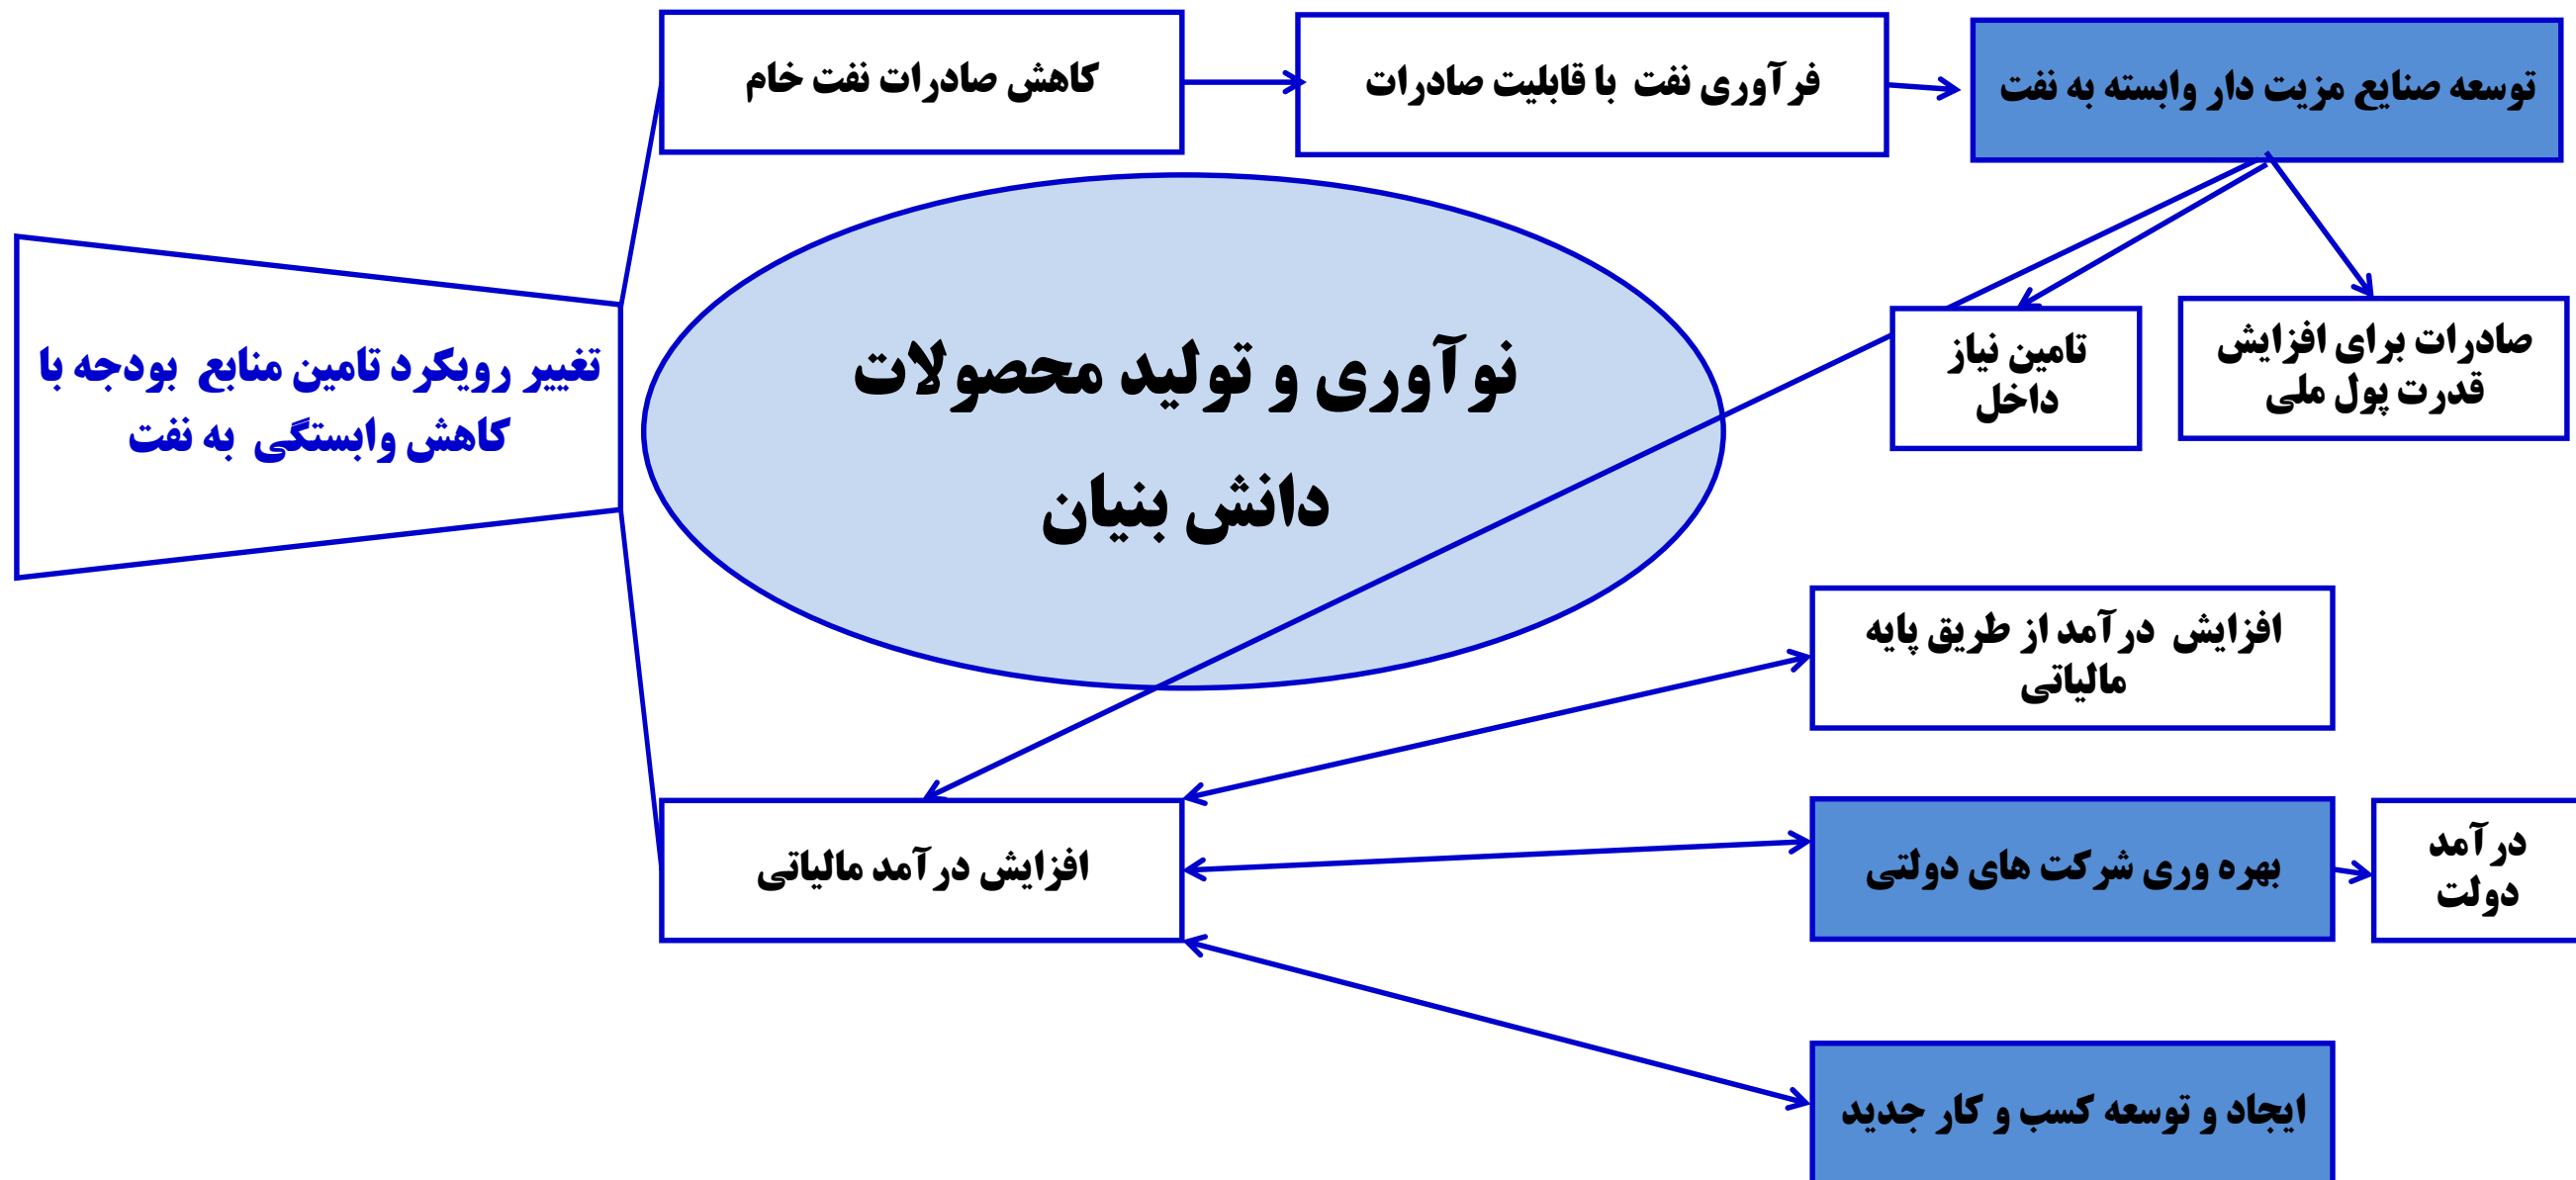 کاهش صادرات نفت خام
فرآوری نفت با قابلیت صادرات
توسعه صنایع مزیت دار وابسته به نفت
تغییر رویکرد تامین منابع بودجه با
کاهش وابستگی به نفت
نوآوری و تولید محصولات
دانش بنیان
تامین نیاز
داخل
صادرات برای افزایش
قدرت پول ملی
افزایش درآمد از طریق پایه
مالیاتی
افزایش درآمد مالیاتی
بهره وری شرکت های دولتی
درآمد
دولت
ایجاد و توسعه کسب و کار جدید